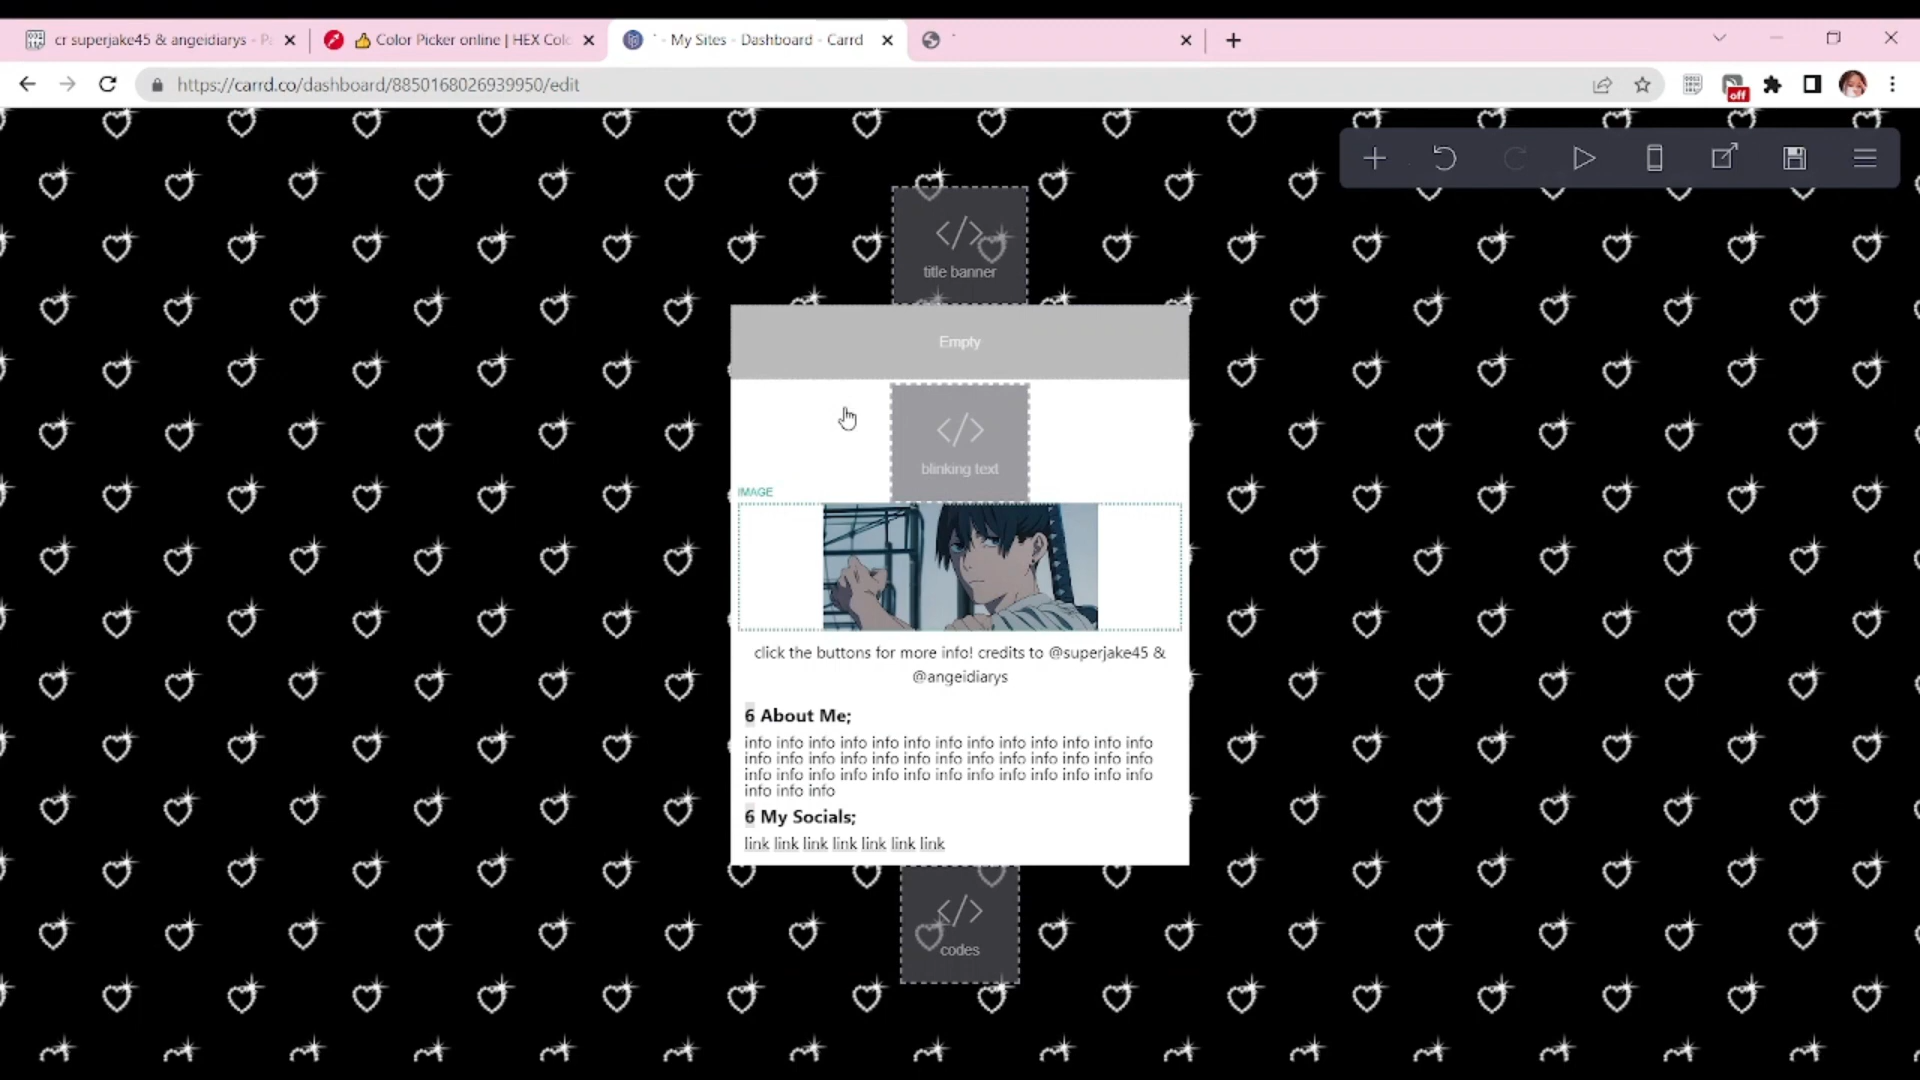 cr superjake45 & angeidiarys - Pa
👍 Color Picker online | HEX Colo
` - My Sites - Dashboard - Carrd
`
https://carrd.co/dashboard/8850168026939950/edit
off
</>
title banner
Empty
</>
blinking text
IMAGE
click the buttons for more info! credits to @superjake45 &
@angeidiarys
6 About Me;
info info info info info info info info info info info info info
info info info info info info info info info info info info info
info info info info info info info info info info info info info
info info info
6 My Socials;
link link link link link link link
</>
codes